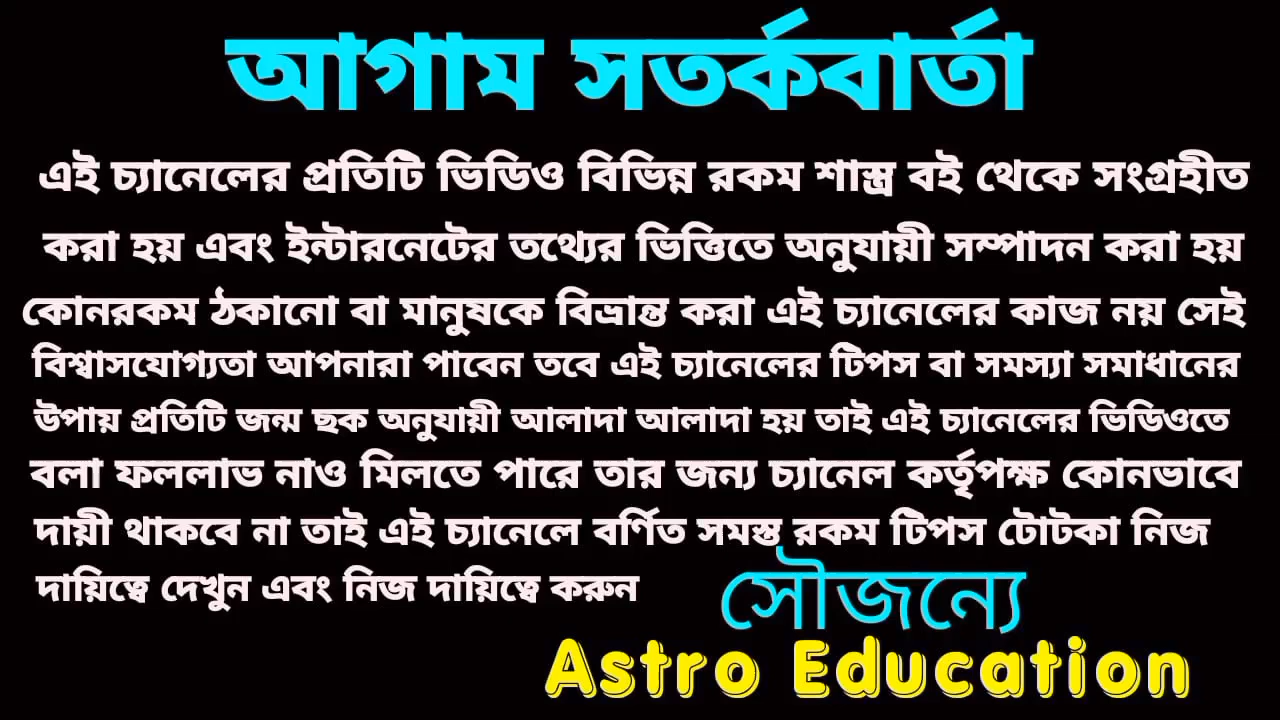 আগাম সতর্কবার্তা
এই চ্যানেলের প্রতিটি ভিডিও বিভিন্ন রকম শাস্ত্র বই থেকে সংগ্রহীত
করা হয় এবং ইন্টারনেটের তথ্যের ভিত্তিতে অনুযায়ী সম্পাদন করা হয়
কোনরকম ঠকানো বা মানুষকে বিভ্রান্ত করা এই চ্যানেলের কাজ নয় সেই
বিশ্বাসযোগ্যতা আপনারা পাবেন তবে এই চ্যানেলের টিপস বা সমস্যা সমাধানের
উপায় প্রতিটি জন্ম ছক অনুযায়ী আলাদা আলাদা হয় তাই এই চ্যানেলের ভিডিওতে
বলা ফললাভ নাও মিলতে পারে তার জন্য চ্যানেল কর্তৃপক্ষ কোনভাবে
দায়ী থাকবে না তাই এই চ্যানেলে বর্ণিত সমস্ত রকম টিপস টোটকা নিজ
দায়িত্বে দেখুন এবং নিজ দায়িত্বে করুন
সৌজন্যে
Astro Education